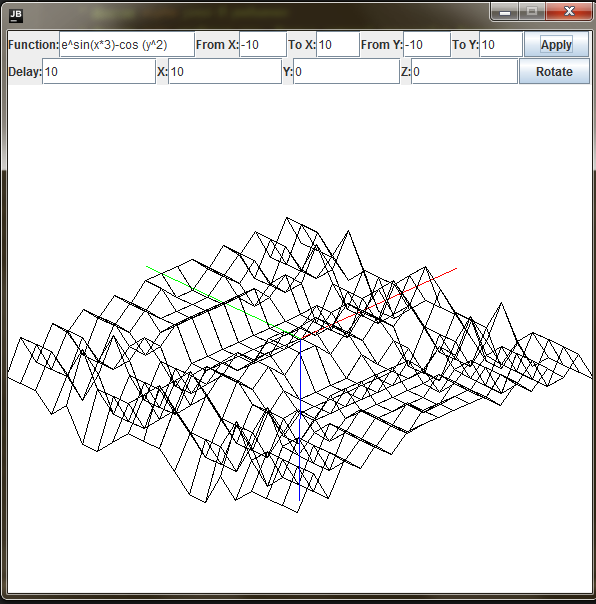 JB
Function: e^sin(x*3)-cos (y^2) From X: -10 To X: 10 From Y: -10 To Y: 10 Apply
Delay: 10 X: 10 Y: 0 Z: 0 Rotate